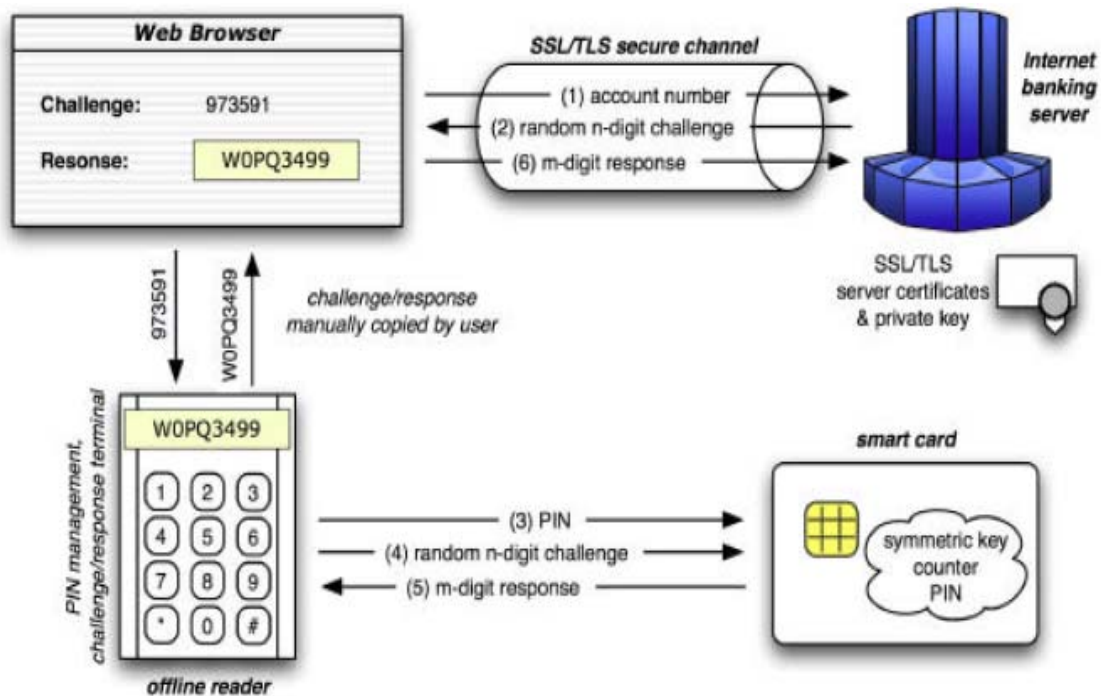 Web Browser
Challenge: 973591
Resonse: W0PQ3499
SSL/TLS secure channel
(1) account number
(2) random n-digit challenge
(6) m-digit response
Internet
banking
server
SSL/TLS
server certificates
& private key
973591
W0PQ3499
challenge/response
manually copied by user
PIN management,
challenge/response terminal
W0PQ3499
1 2 3
4 5 6
7 8 9
* 0 #
offline reader
(3) PIN
(4) random n-digit challenge
(5) m-digit response
smart card
symmetric key
counter
PIN